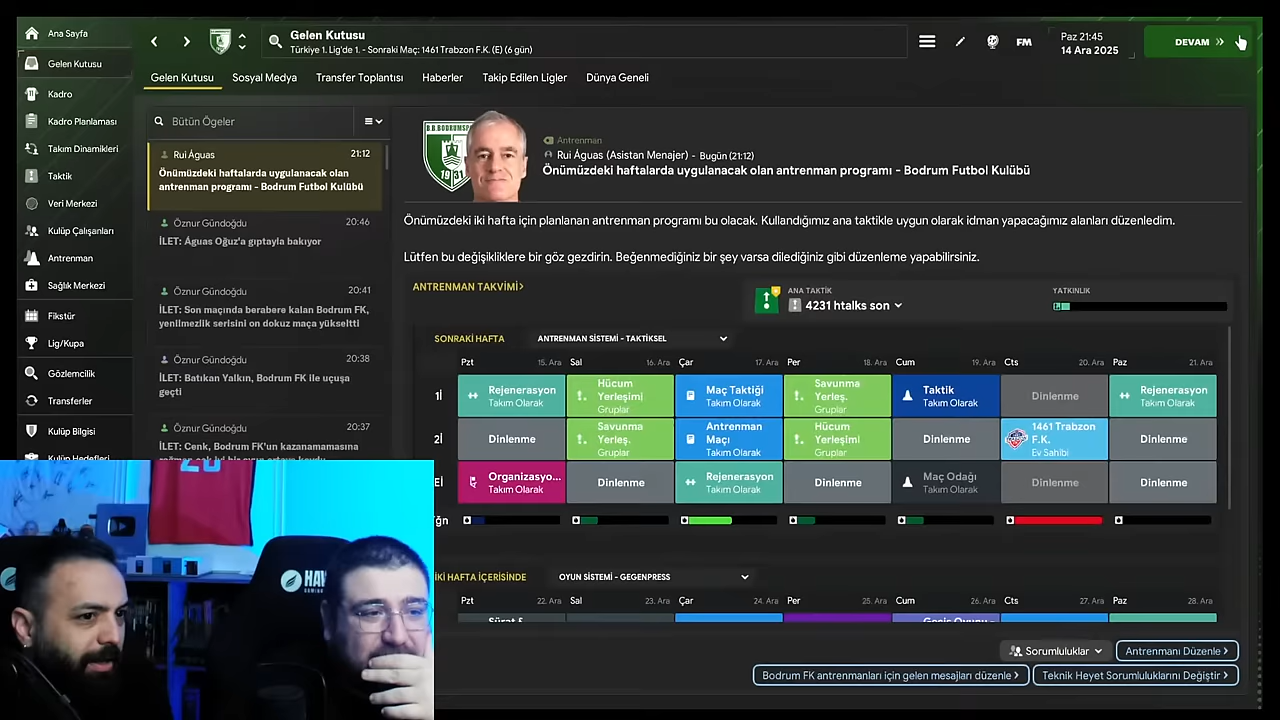 Ana Sayfa
Gelen Kutusu
Kadro
Kadro Planlaması
Takım Dinamikleri
Taktik
Veri Merkezi
Kulüp Çalışanları
Antrenman
Sağlık Merkezi
Fikstür
Lig/Kupa
Gözlemcilik
Transferler
Kulüp Bilgisi
Kulüp Hedefleri
Gelen Kutusu
Türkiye 1. Lig'de 1. - Sonraki Maç: 1461 Trabzon F.K. (E) (6 gün)
FM
Paz 21:45
14 Ara 2025
DEVAM
Gelen Kutusu Sosyal Medya Transfer Toplantısı Haberler Takip Edilen Ligler Dünya Geneli
Bütün Ögeler
Rui Águas 21:12
Önümüzdeki haftalarda uygulanacak olan
antrenman programı - Bodrum Futbol Kulübü
Öznur Gündoğdu 20:46
İLET: Águas Oğuz'a gıptayla bakıyor
Öznur Gündoğdu 20:41
İLET: Son maçında berabere kalan Bodrum FK,
yenilmezlik serisini on dokuz maça yükseltti
Öznur Gündoğdu 20:38
İLET: Batıkan Yalkın, Bodrum FK ile uçuşa
geçti
Öznur Gündoğdu 20:37
İLET: Cenk, Bodrum FK'un kazanamamasına
Antrenman
Rui Águas (Asistan Menajer) - Bugün (21:12)
Önümüzdeki haftalarda uygulanacak olan antrenman programı - Bodrum Futbol Kulübü
Önümüzdeki iki hafta için planlanan antrenman programı bu olacak. Kullandığımız ana taktikle uygun olarak idman yapacağımız alanları düzenledim.
Lütfen bu değişikliklere bir göz gezdirin. Beğenmediğiniz bir şey varsa dilediğiniz gibi düzenleme yapabilirsiniz.
ANTRENMAN TAKVİMİ>
ANA TAKTİK
4231 htalks son
YATKINLIK
SONRAKİ HAFTA ANTRENMAN SİSTEMİ - TAKTİKSEL
Pzt 15. Ara Sal 16. Ara Çar 17. Ara Per 18. Ara Cum 19. Ara Cts 20. Ara Paz 21. Ara
Rejenerasyon
Takım Olarak
Hücum
Yerleşimi
Gruplar
Maç Taktiği
Takım Olarak
Savunma
Yerleş.
Gruplar
Taktik
Takım Olarak
Dinlenme
Rejenerasyon
Takım Olarak
Dinlenme
Savunma
Yerleş.
Gruplar
Antrenman
Maçı
Takım Olarak
Hücum
Yerleşimi
Gruplar
Dinlenme
1461 Trabzon
F.K.
Ev Sahibi
Dinlenme
Organizasyo...
Takım Olarak
Dinlenme
Rejenerasyon
Takım Olarak
Dinlenme
Maç Odağı
Takım Olarak
Dinlenme
Dinlenme
İKİ HAFTA İÇERİSİNDE OYUN SİSTEMİ - GEGENPRESS
Pzt 22. Ara Sal 23. Ara Çar 24. Ara Per 25. Ara Cum 26. Ara Cts 27. Ara Paz 28. Ara
Sorumluluklar
Antrenmanı Düzenle >
Bodrum FK antrenmanları için gelen mesajları düzenle >
Teknik Heyet Sorumluluklarını Değiştir >